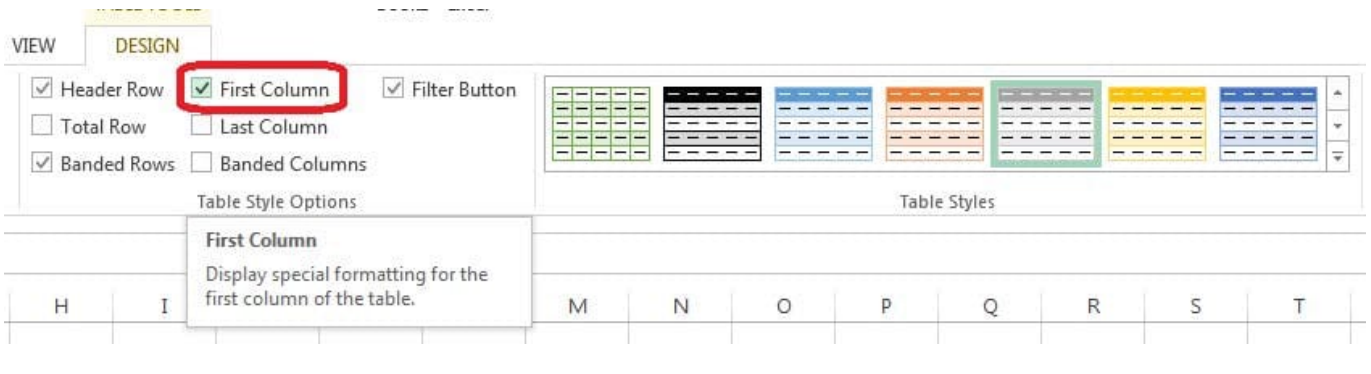 VIEW DESIGN
Header Row First Column Filter Button
Total Row Last Column
Banded Rows Banded Columns
Table Style Options Table Styles
First Column
Display special formatting for the
first column of the table.
H I M N O P Q R S T